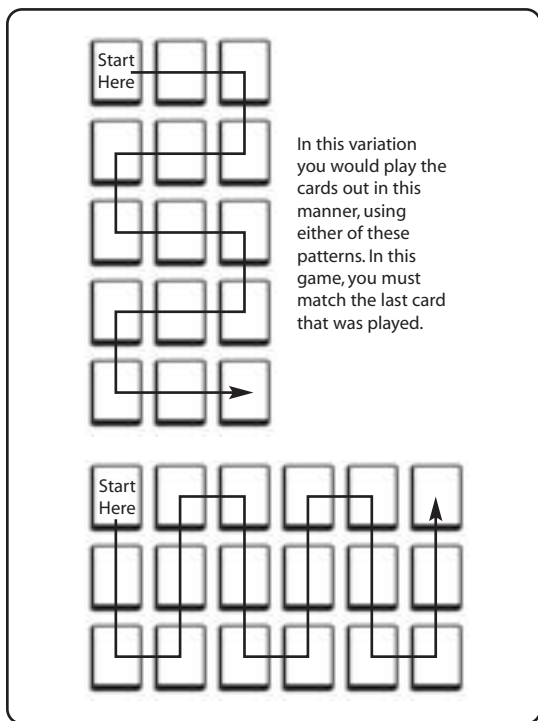 Start
Here
In this variation
you would play the
cards out in this
manner, using
either of these
patterns. In this
game, you must
match the last card
that was played.
Start
Here